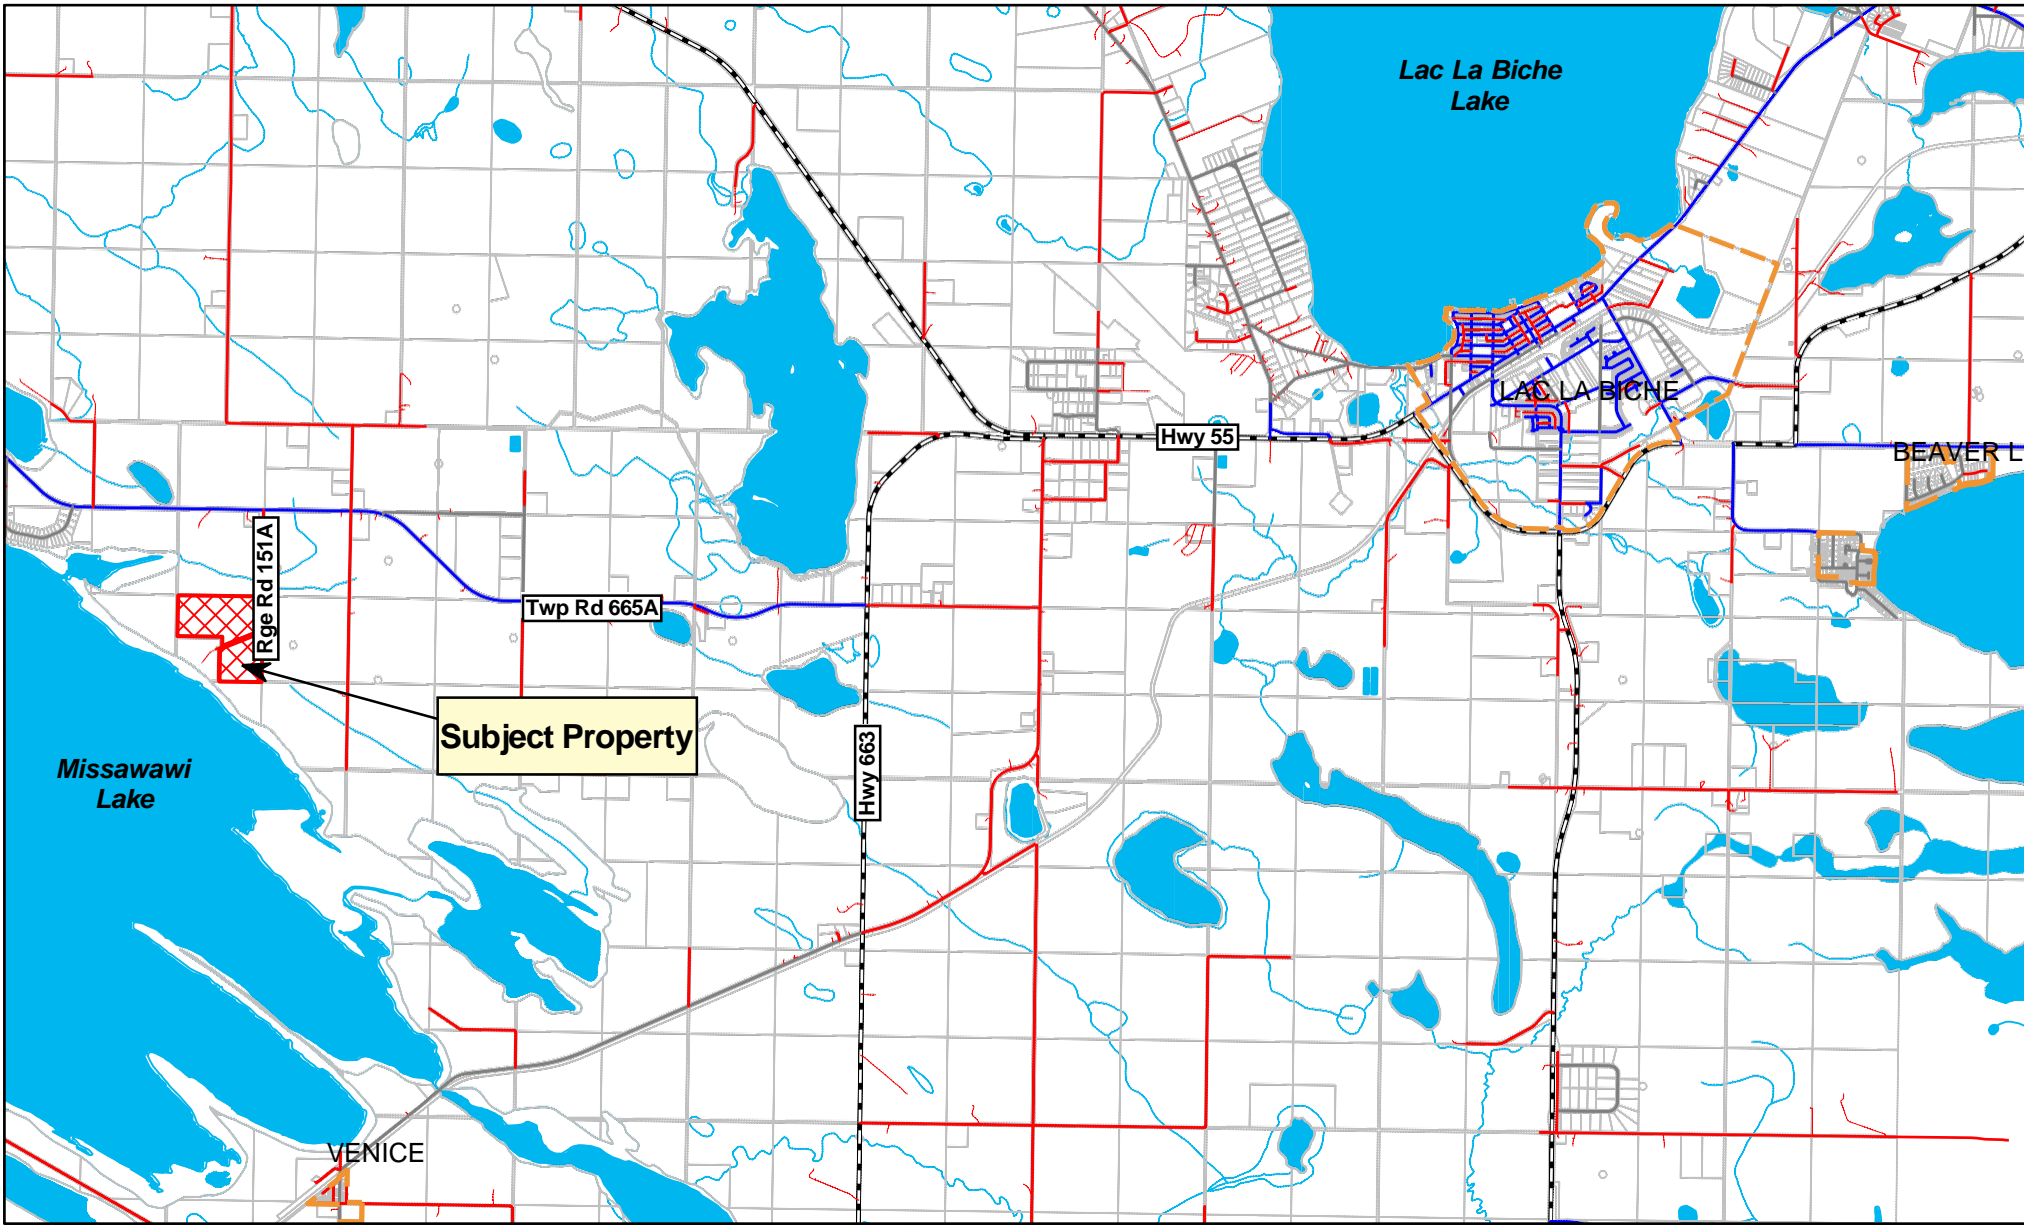 Lac La Biche
Lake
LAC LA BICHE
Hwy 55
BEAVER L
Rge Rd 151A
Twp Rd 665A
Subject Property
Hwy 663
Missawawi
Lake
VENICE